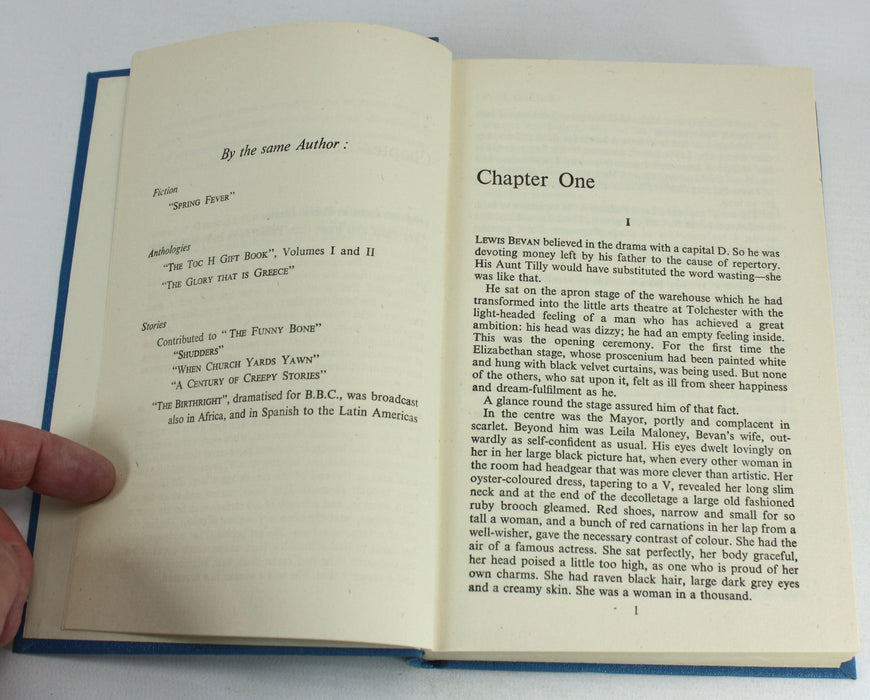 By the same Author :
Fiction
"SPRING FEVER"
Anthologies
"THE TOC H GIFT BOOK", Volumes I and II
"THE GLORY THAT IS GREECE"
Stories
Contributed to "THE FUNNY BONE"
"SHUDDERS"
"WHEN CHURCH YARDS YAWN"
"A CENTURY OF CREEPY STORIES"
"THE BIRTHRIGHT", dramatised for B.B.C., was broadcast
also in Africa, and in Spanish to the Latin Americas
Chapter One
I
LEWIS BEVAN believed in the drama with a capital D. So he was
devoting money left by his father to the cause of repertory.
His Aunt Tilly would have substituted the word wasting—she
was like that.
He sat on the apron stage of the warehouse which he had
transformed into the little arts theatre at Tolchester with the
light-headed feeling of a man who has achieved a great
ambition: his head was dizzy; he had an empty feeling inside.
This was the opening ceremony. For the first time the
Elizabethan stage, whose proscenium had been painted white
and hung with black velvet curtains, was being used. But none
of the others, who sat upon it, felt as ill from sheer happiness
and dream-fulfilment as he.
A glance round the stage assured him of that fact.
In the centre was the Mayor, portly and complacent in
scarlet. Beyond him was Leila Maloney, Bevan's wife, out-
wardly as self-confident as usual. His eyes dwelt lovingly on
her in her large black picture hat, when every other woman in
the room had headgear that was more clever than artistic. Her
oyster-coloured dress, tapering to a V, revealed her long slim
neck and at the end of the decolletage a large old fashioned
ruby brooch gleamed. Red shoes, narrow and small for so
tall a woman, and a bunch of red carnations in her lap from a
well-wisher, gave the necessary contrast of colour. She had the
air of a famous actress. She sat perfectly, her body graceful,
her head poised a little too high, as one who is proud of her
own charms. She had raven black hair, large dark grey eyes
and a creamy skin. She was a woman in a thousand.
1